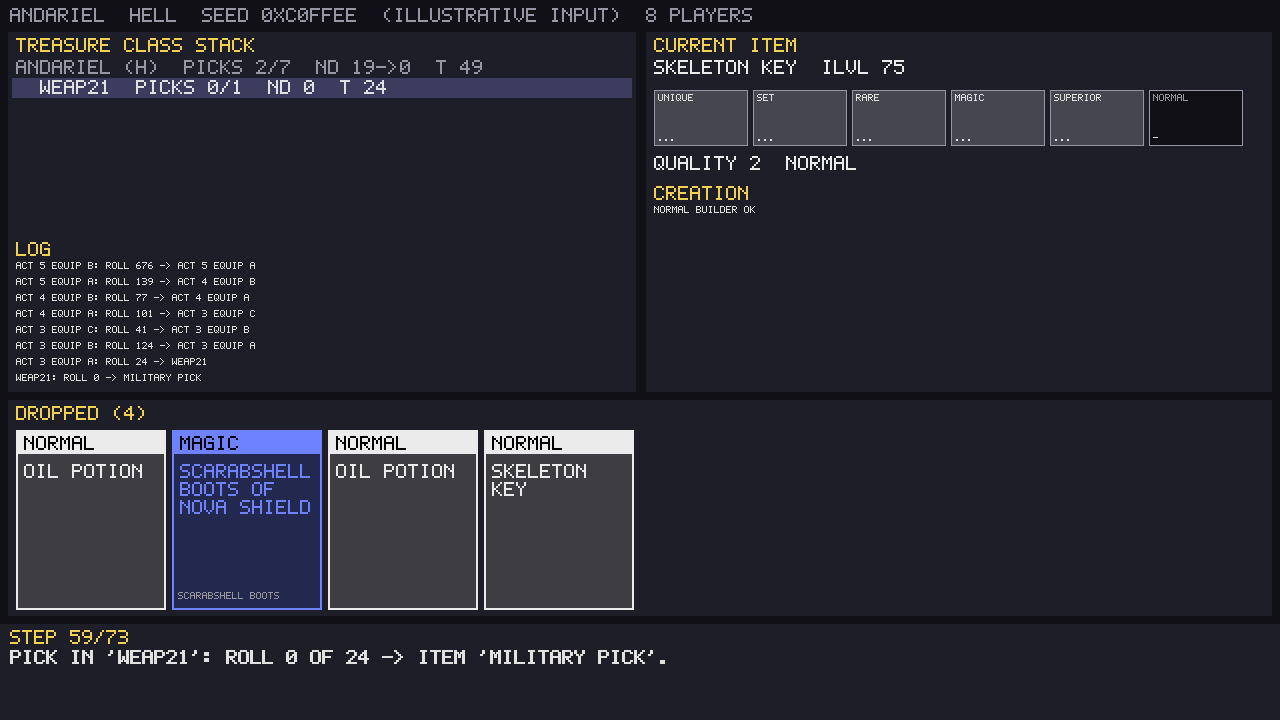 ANDARIEL  HELL  SEED 0XC0FFEE  (ILLUSTRATIVE INPUT)  8 PLAYERS
TREASURE CLASS STACK
ANDARIEL (H)  PICKS 2/7  ND 19->0  T 49
WEAP21  PICKS 0/1  ND 0  T 24
LOG
ACT 5 EQUIP B: ROLL 676 -> ACT 5 EQUIP A
ACT 5 EQUIP A: ROLL 139 -> ACT 4 EQUIP B
ACT 4 EQUIP B: ROLL 77 -> ACT 4 EQUIP A
ACT 4 EQUIP A: ROLL 101 -> ACT 3 EQUIP C
ACT 3 EQUIP C: ROLL 41 -> ACT 3 EQUIP B
ACT 3 EQUIP B: ROLL 124 -> ACT 3 EQUIP A
ACT 3 EQUIP A: ROLL 24 -> WEAP21
WEAP21: ROLL 0 -> MILITARY PICK
CURRENT ITEM
SKELETON KEY  ILVL 75
UNIQUE SET RARE MAGIC SUPERIOR NORMAL
... ... ... ... ... -
QUALITY 2  NORMAL
CREATION
NORMAL BUILDER OK
DROPPED (4)
NORMAL
OIL POTION
MAGIC
SCARABSHELL
BOOTS OF
NOVA SHIELD
SCARABSHELL BOOTS
NORMAL
OIL POTION
NORMAL
SKELETON
KEY
STEP 59/73
PICK IN 'WEAP21': ROLL 0 OF 24 -> ITEM 'MILITARY PICK'.